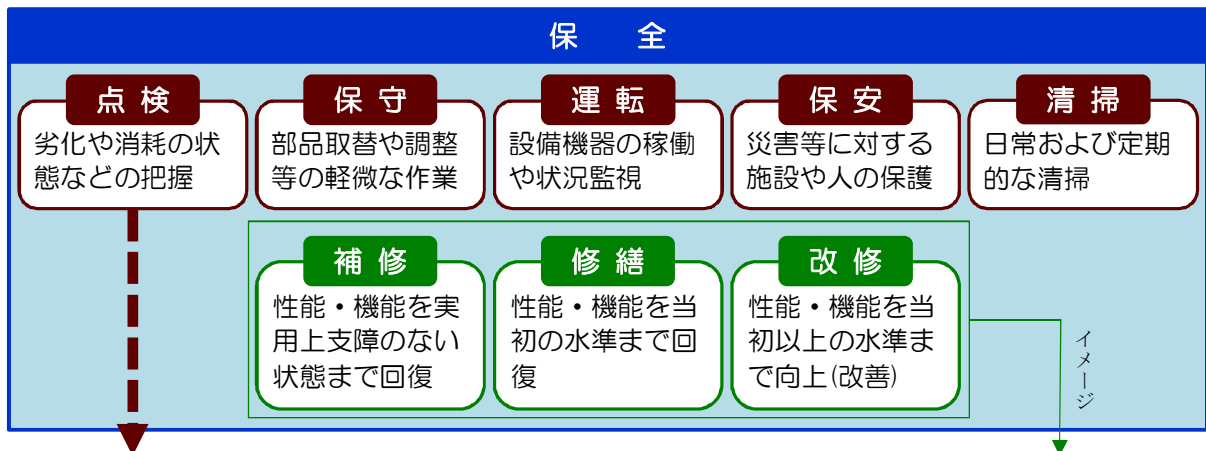 保 全
点 検
劣化や消耗の状
態などの把握
保 守
部品取替や調整
等の軽微な作業
運 転
設備機器の稼働
や状況監視
保 安
災害等に対する
施設や人の保護
清 掃
日常および定期
的な清掃
補 修
性能・機能を実
用上支障のない
状態まで回復
修 繕
性能・機能を当
初の水準まで回
復
改 修
性能・機能を当
初以上の水準ま
で向上(改善)
イメージ